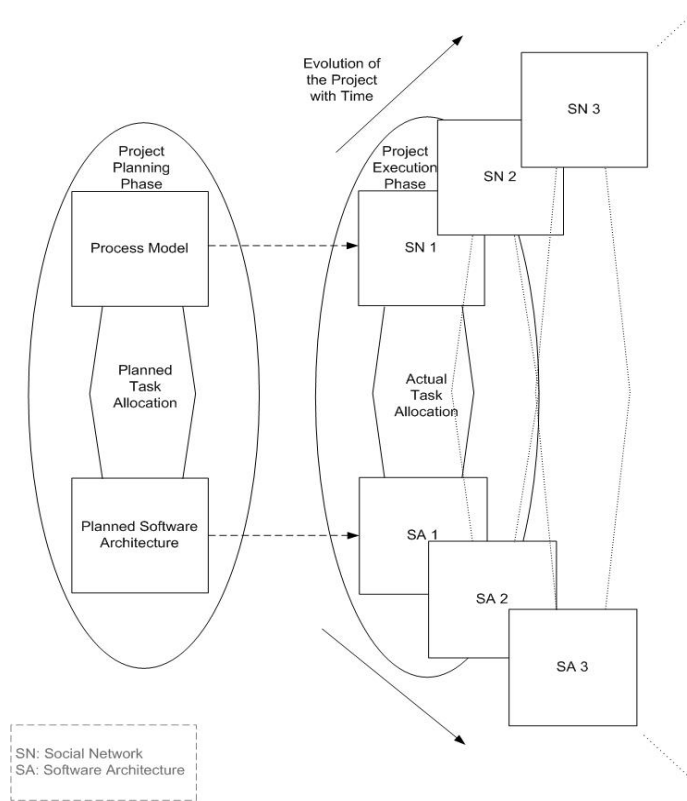 Evolution of
the Project
with Time
SN 3
Project
Planning
Phase
Project
Execution
Phase
SN 2
Process Model
SN 1
Planned
Task
Allocation
Actual
Task
Allocation
Planned Software
Architecture
SA 1
SA 2
SA 3
SN: Social Network
SA: Software Architecture